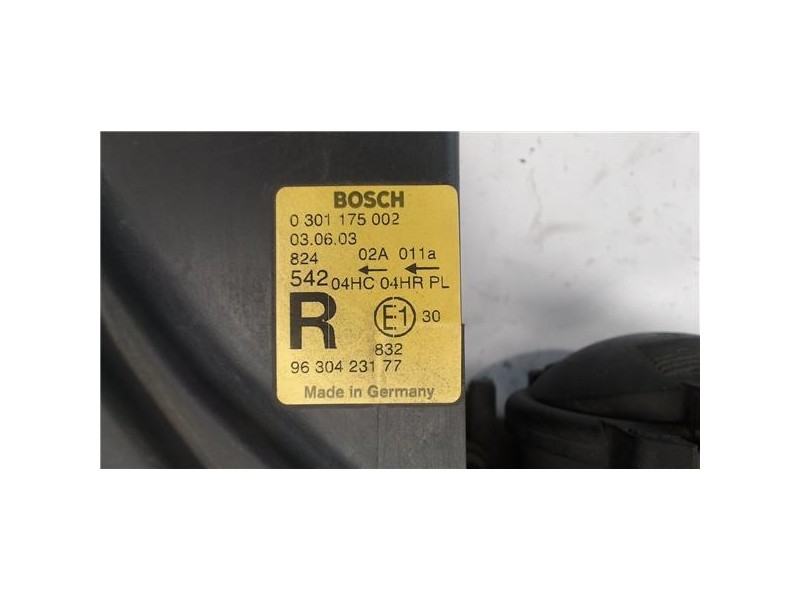 BOSCH
0 301 175 002
03.06.03
824 02A 011a
542 04HC 04HR PL
R E1 30
832
96 304 231 77
Made in Germany